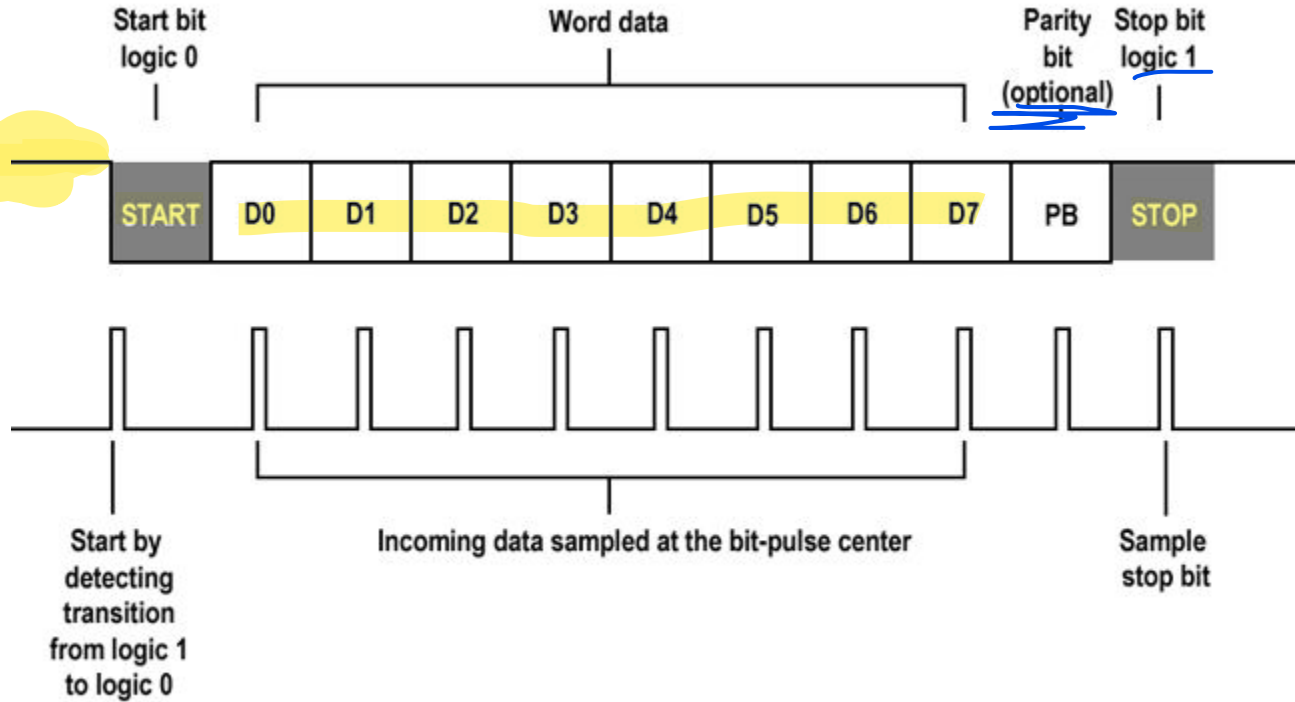 Start bit
logic 0
Word data
Parity
bit
(optional)
Stop bit
logic 1
START D0 D1 D2 D3 D4 D5 D6 D7 PB STOP
Start by
detecting
transition
from logic 1
to logic 0
Incoming data sampled at the bit-pulse center
Sample
stop bit